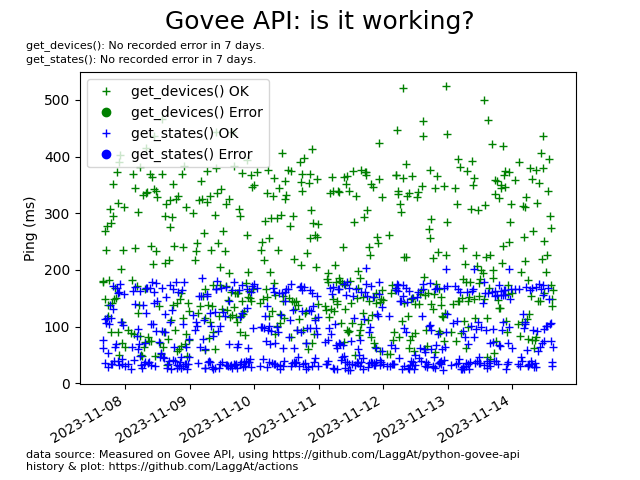 Govee API: is it working?
get_devices(): No recorded error in 7 days.
get_states(): No recorded error in 7 days.
get_devices() OK
get_devices() Error
get_states() OK
get_states() Error
Ping (ms)
500
400
300
200
100
0
2023-11-08
2023-11-09
2023-11-10
2023-11-11
2023-11-12
2023-11-13
2023-11-14
data source: Measured on Govee API, using https://github.com/LaggAt/python-govee-api
history & plot: https://github.com/LaggAt/actions